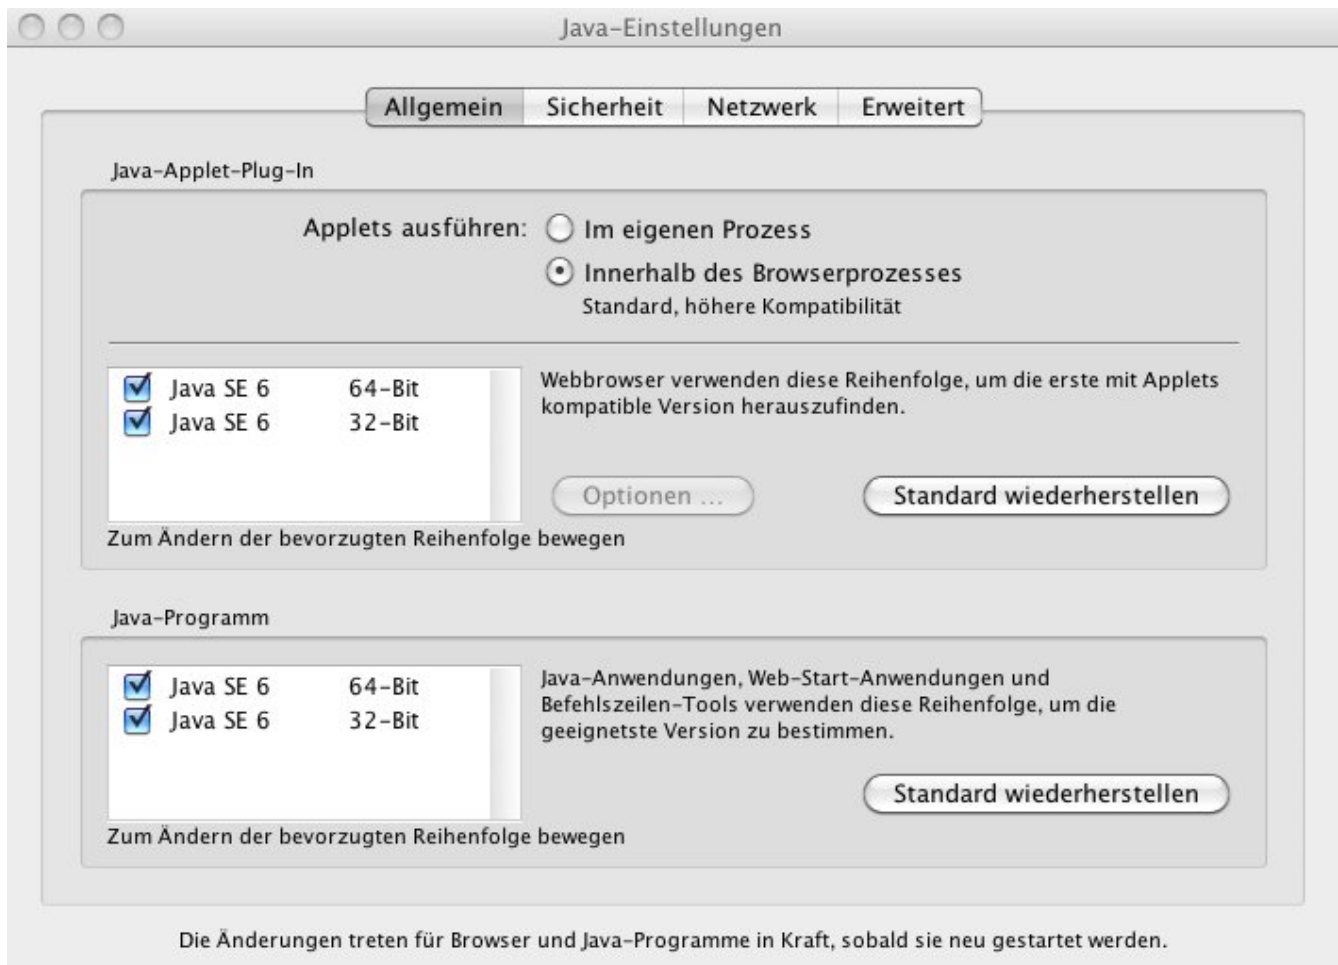 Java-Einstellungen
Allgemein Sicherheit Netzwerk Erweitert
Java-Applet-Plug-In
Applets ausführen: Im eigenen Prozess
Innerhalb des Browserprozesses
Standard, höhere Kompatibilität
Java SE 6 64-Bit
Java SE 6 32-Bit
Webbrowser verwenden diese Reihenfolge, um die erste mit Applets
kompatible Version herauszufinden.
Optionen ... Standard wiederherstellen
Zum Ändern der bevorzugten Reihenfolge bewegen
Java-Programm
Java SE 6 64-Bit
Java SE 6 32-Bit
Java-Anwendungen, Web-Start-Anwendungen und
Befehlszeilen-Tools verwenden diese Reihenfolge, um die
geeignetste Version zu bestimmen.
Standard wiederherstellen
Zum Ändern der bevorzugten Reihenfolge bewegen
Die Änderungen treten für Browser und Java-Programme in Kraft, sobald sie neu gestartet werden.